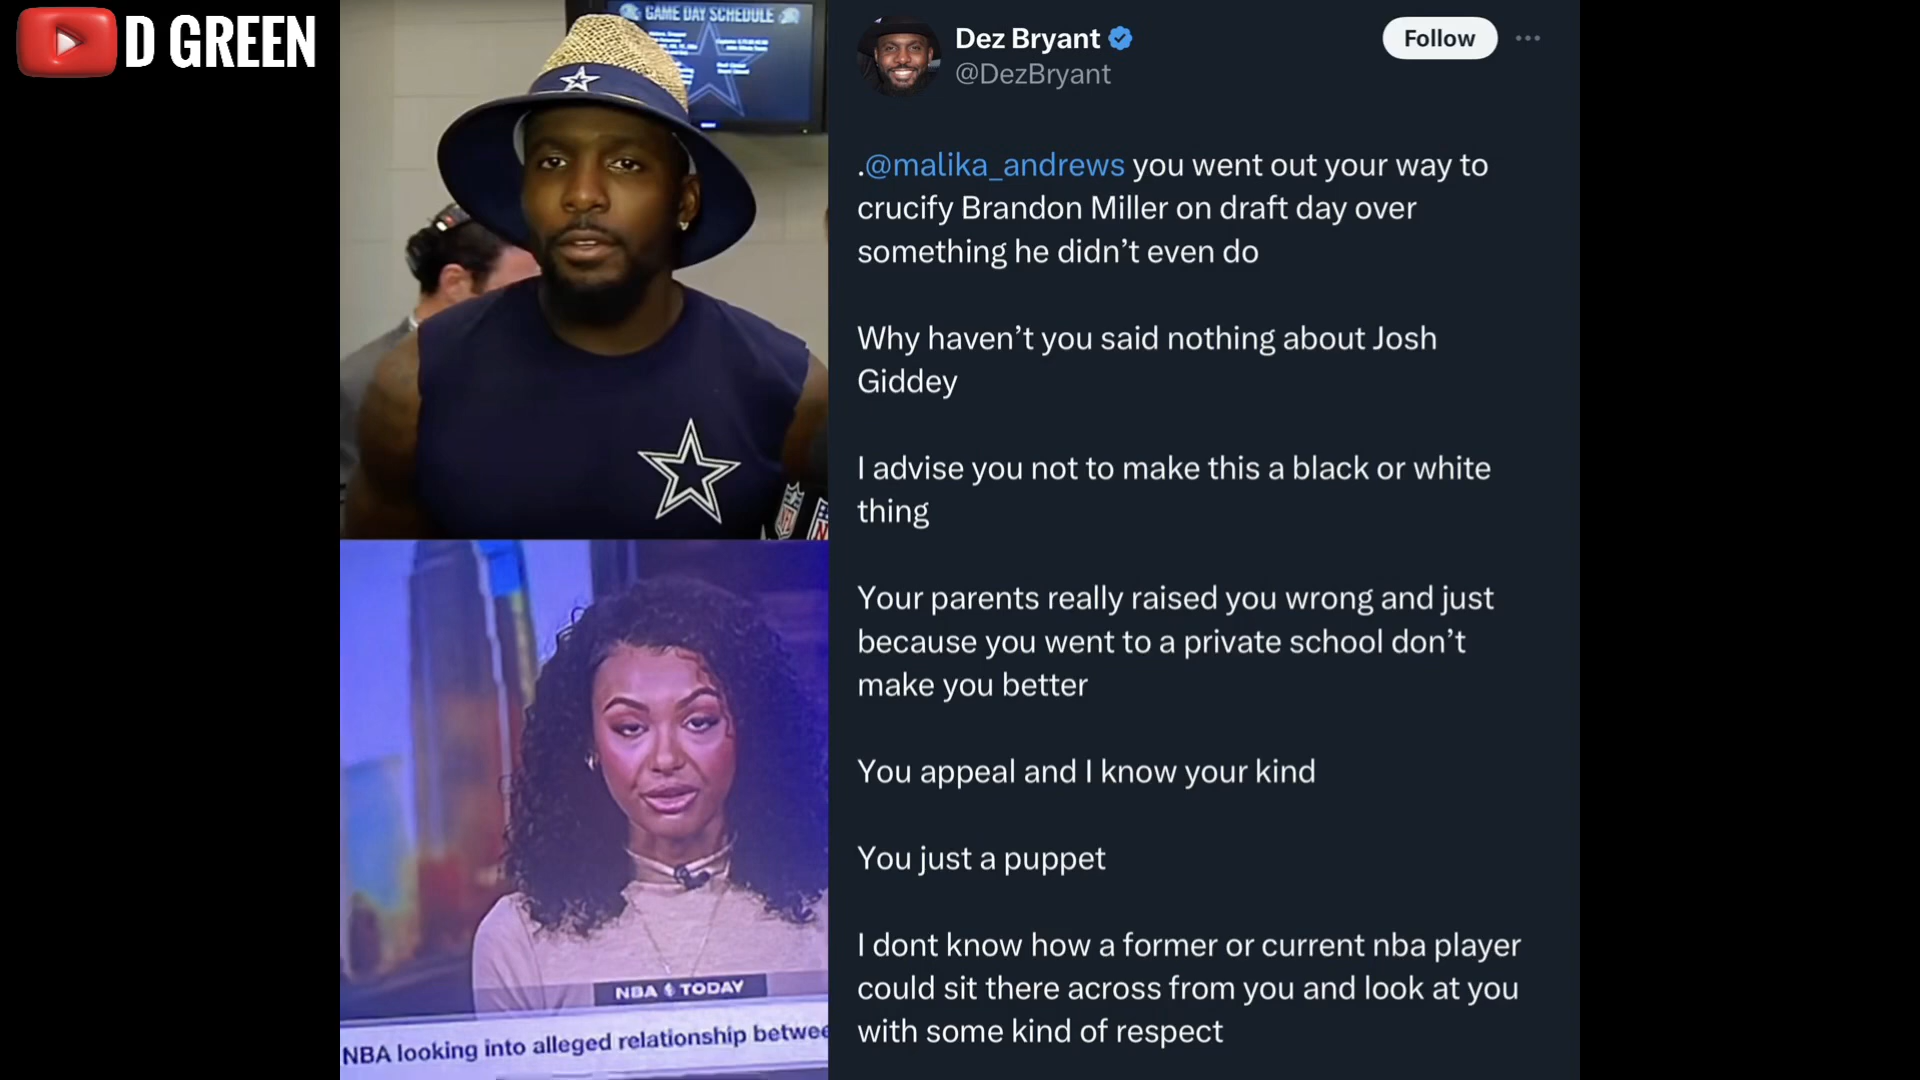 D GREEN
GAME DAY SCHEDULE
NBA TODAY
NBA looking into alleged relationship betwee
Dez Bryant
@DezBryant
Follow
.@malika_andrews you went out your way to
crucify Brandon Miller on draft day over
something he didn’t even do
Why haven’t you said nothing about Josh
Giddey
I advise you not to make this a black or white
thing
Your parents really raised you wrong and just
because you went to a private school don’t
make you better
You appeal and I know your kind
You just a puppet
I dont know how a former or current nba player
could sit there across from you and look at you
with some kind of respect